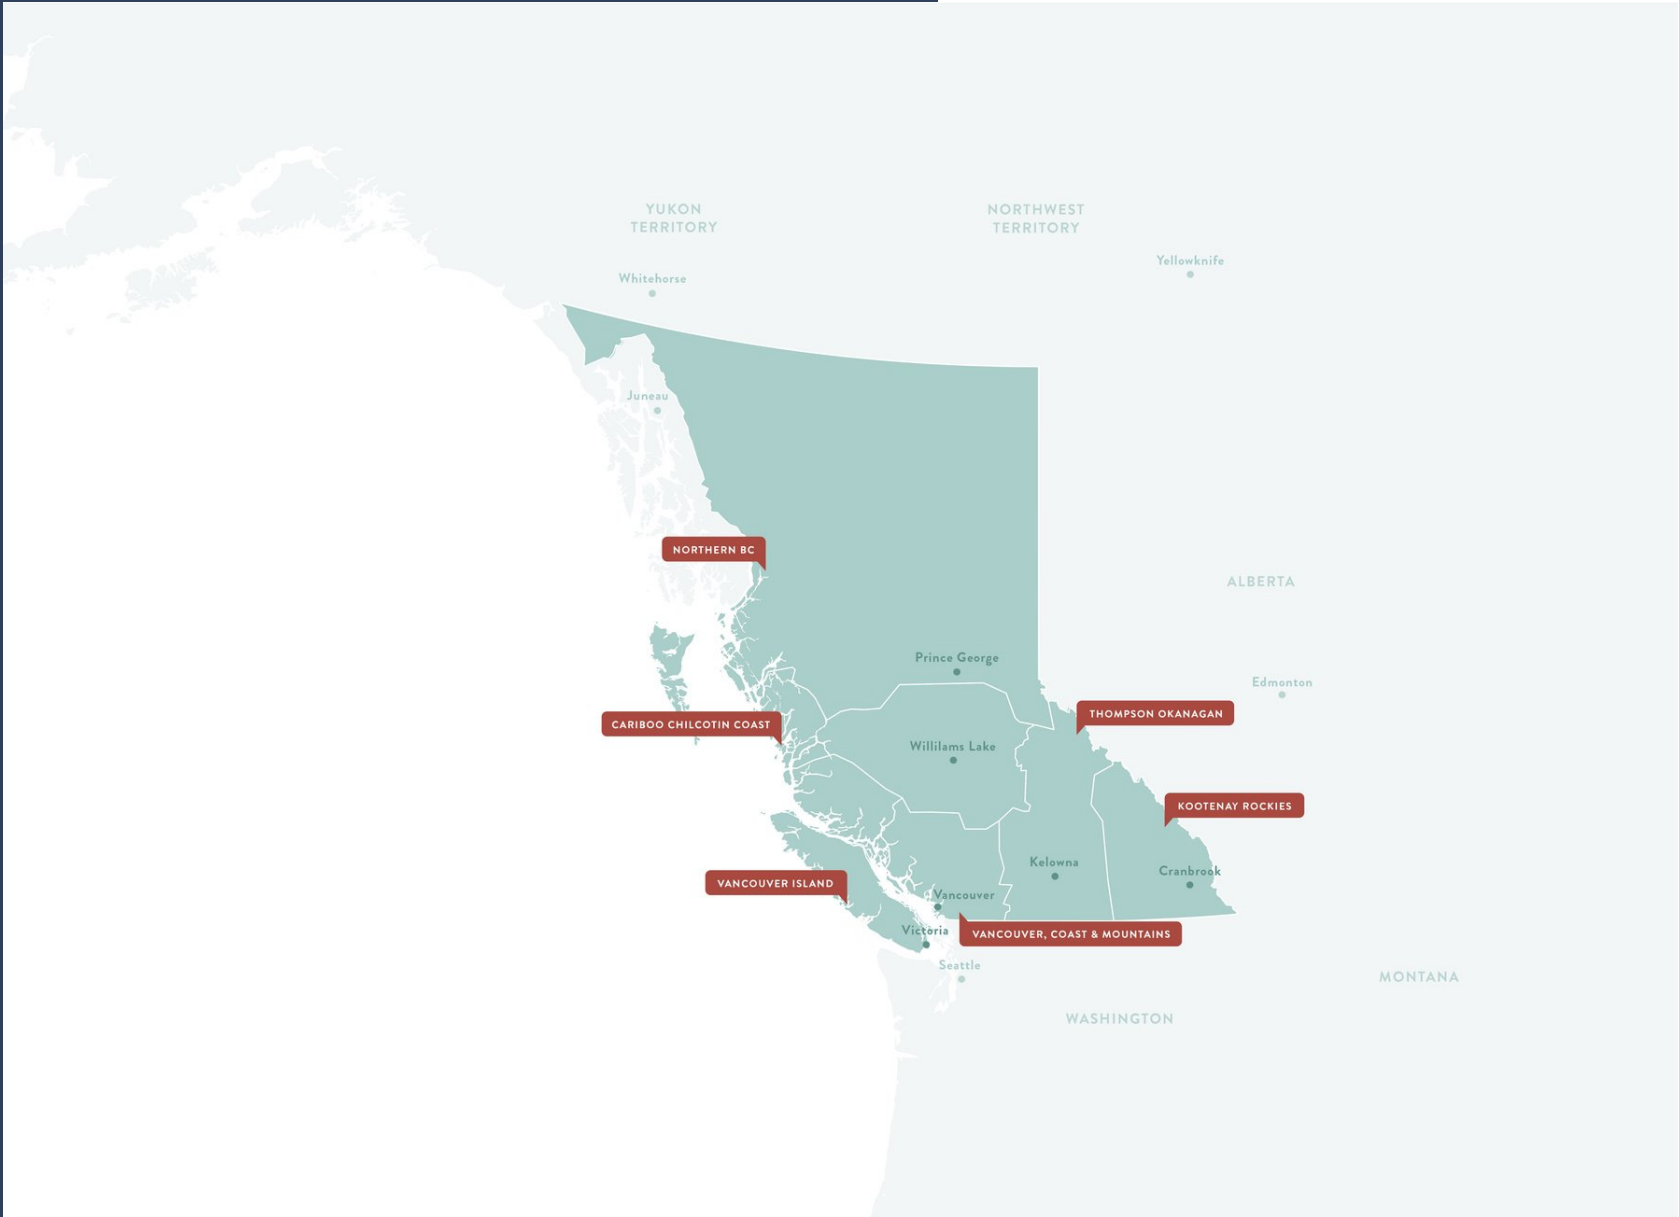 YUKON
TERRITORY
NORTHWEST
TERRITORY
Yellowknife
Whitehorse
Juneau
NORTHERN BC
ALBERTA
Prince George
Edmonton
THOMPSON OKANAGAN
CARIBOO CHILCOTIN COAST
Willilams Lake
KOOTENAY ROCKIES
Kelowna
Cranbrook
VANCOUVER ISLAND
Vancouver
Victoria
VANCOUVER, COAST & MOUNTAINS
Seattle
MONTANA
WASHINGTON